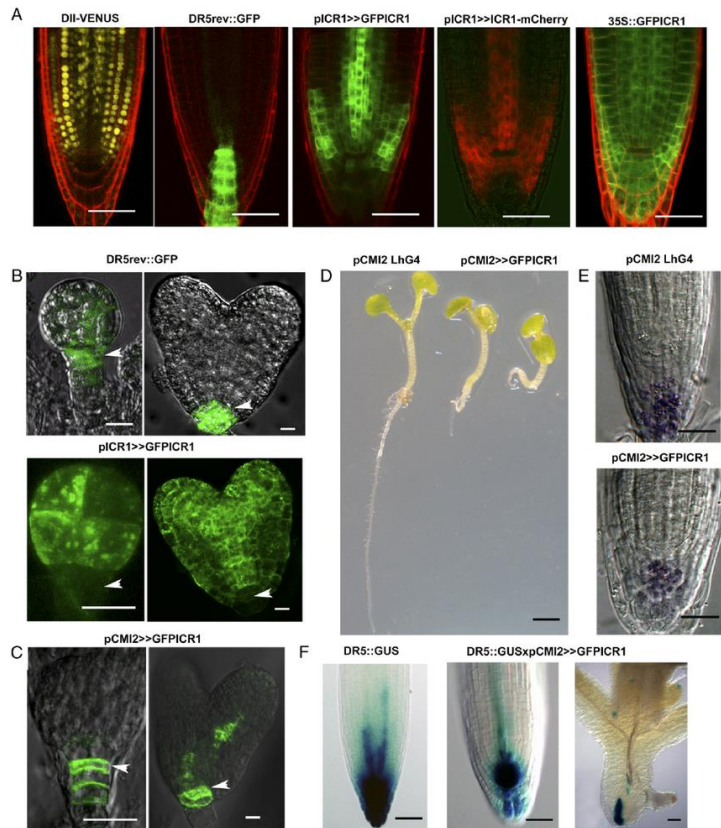 A
DII-VENUS DR5rev::GFP pICR1>>GFPICR1 pICR1>>ICR1-mCherry 35S::GFPICR1
B
DR5rev::GFP
pICR1>>GFPICR1
C
pCMI2>>GFPICR1
D
pCMI2 LhG4 pCMI2>>GFPICR1
E
pCMI2 LhG4
pCMI2>>GFPICR1
F
DR5::GUS DR5::GUSxpCMI2>>GFPICR1